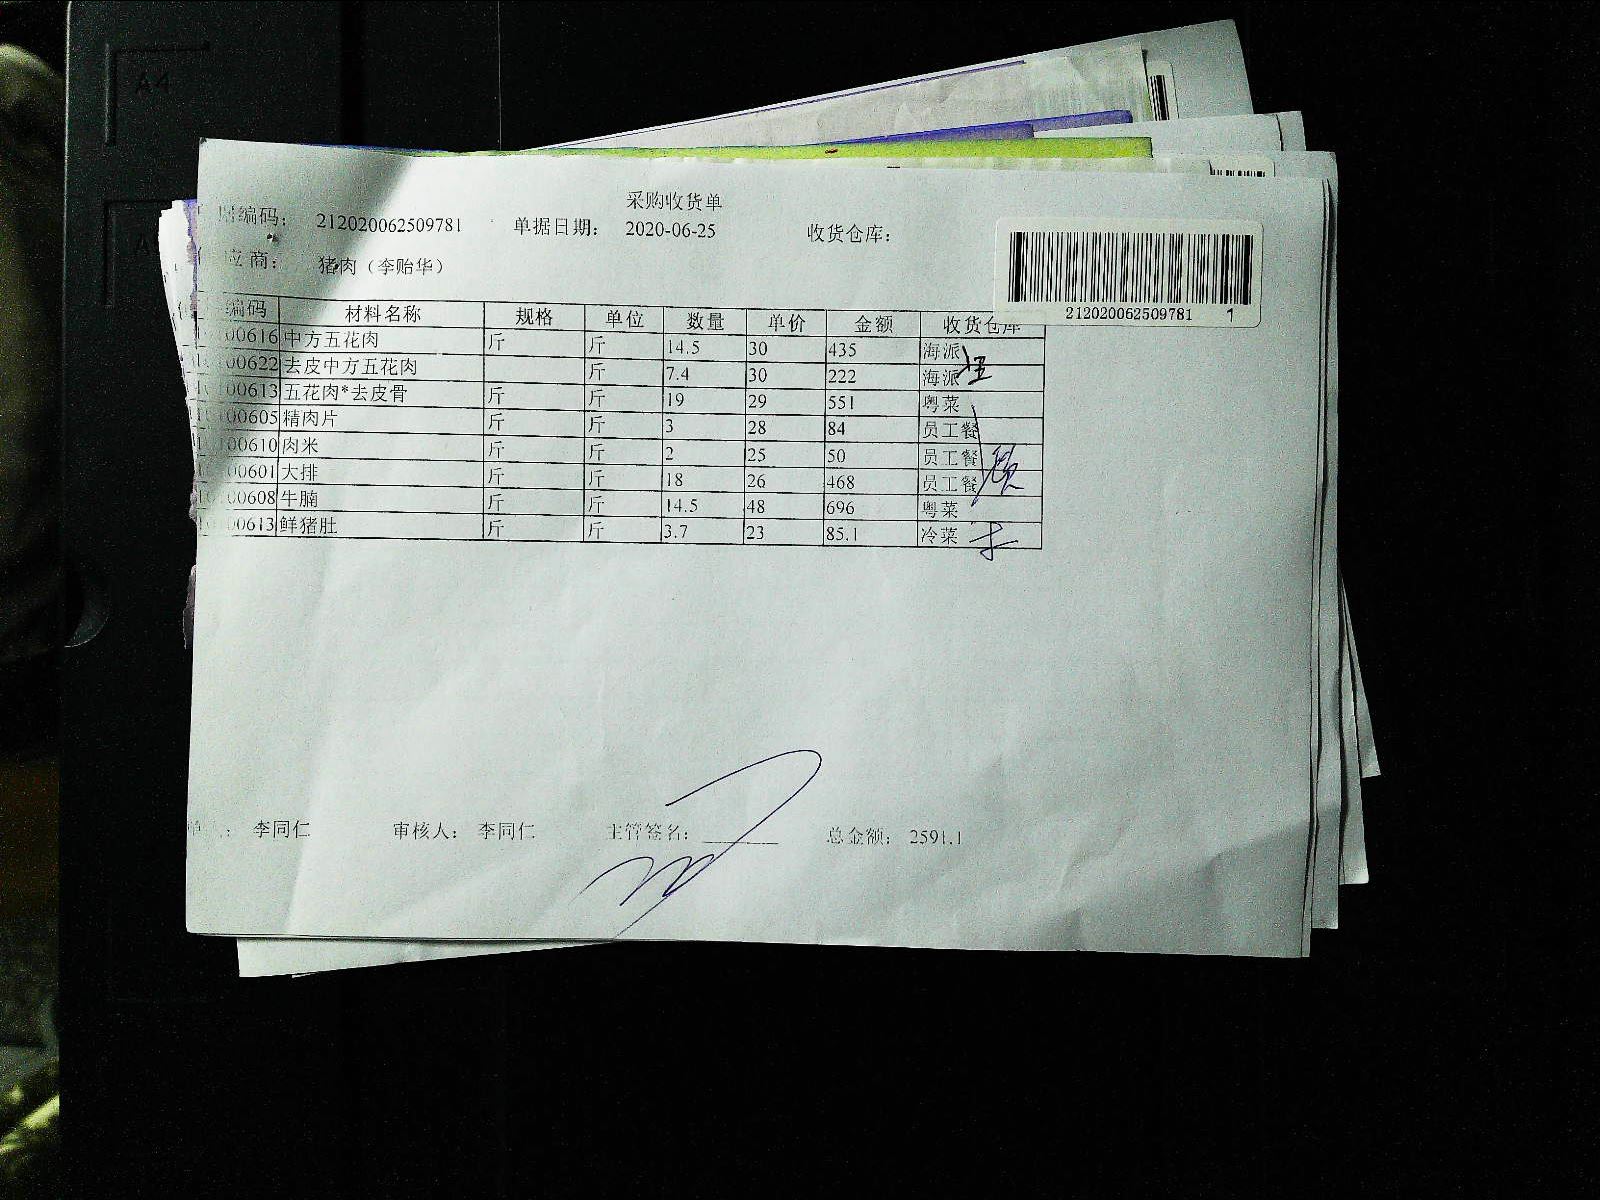 采购收货单
据编码： 212020062509781 单据日期： 2020-06-25 收货仓库：
应 商： 猪肉（李贻华）
212020062509781 1
编码 材料名称 规格 单位 数量 单价 金额 收货仓库
00616 中方五花肉 斤 斤 14.5 30 435 海派
00622 去皮中方五花肉 斤 7.4 30 222 海派
00613 五花肉*去皮骨 斤 斤 19 29 551 粤菜
00605 精肉片 斤 斤 3 28 84 员工餐
00610 肉米 斤 斤 2 25 50 员工餐
00601 大排 斤 斤 18 26 468 员工餐
00608 牛腩 斤 斤 14.5 48 696 粤菜
00613 鲜猪肚 斤 斤 3.7 23 85.1 冷菜
单 ： 李同仁 审核人： 李同仁 主管签名： 总金额： 2591.1
A4